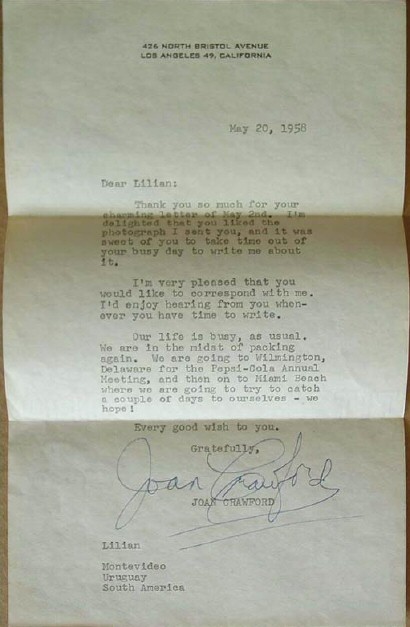 426 NORTH BRISTOL AVENUE
LOS ANGELES 49, CALIFORNIA
May 20, 1958
Dear Lilian:
Thank you so much for your
charming letter of May 2nd. I'm
delighted that you liked the
photograph I sent you, and it was
sweet of you to take time out of
your busy day to write me about
it.
I'm very pleased that you
would like to correspond with me.
I'd enjoy hearing from you when-
ever you have time to write.
Our life is busy, as usual.
We are in the midst of packing
again. We are going to Wilmington,
Delaware for the Pepsi-Cola Annual
Meeting, and then on to Miami Beach
where we are going to try to catch
a couple of days to ourselves - we
hope!
Every good wish to you.
Gratefully,
Joan Crawford
JOAN CRAWFORD
Lilian
Montevideo
Uruguay
South America